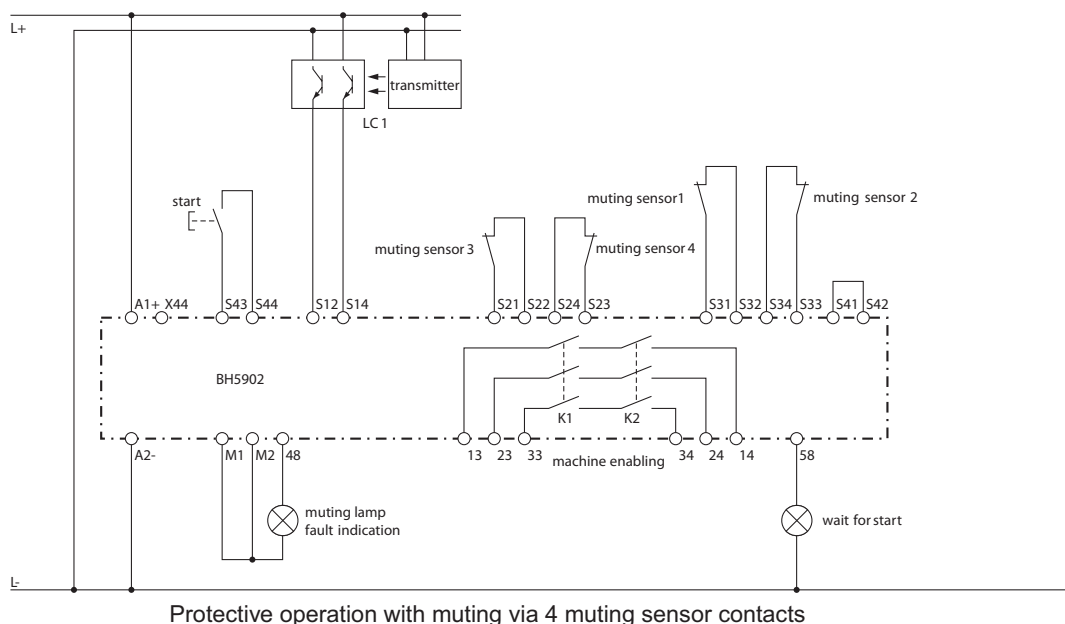 L+
transmitter
LC 1
start
muting sensor1
muting sensor 2
muting sensor 3
muting sensor 4
A1+ X44 S43 S44 S12 S14 S21 S22 S24 S23 S31 S32 S34 S33 S41 S42
BH5902
K1 K2
A2- M1 M2 48 13 23 33 machine enabling 34 24 14 58
muting lamp
fault indication
wait for start
L-
Protective operation with muting via 4 muting sensor contacts